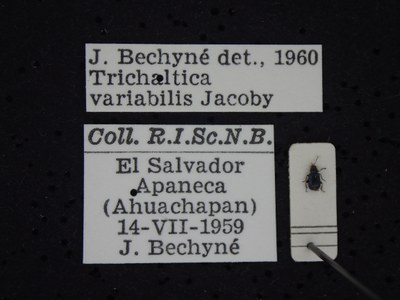 J. Bechyné det., 1960
Trichaltica
variabilis Jacoby
Coll. R.I.Sc.N.B.
El Salvador
Apaneca
(Ahuachapan)
14-VII-1959
J. Bechyné